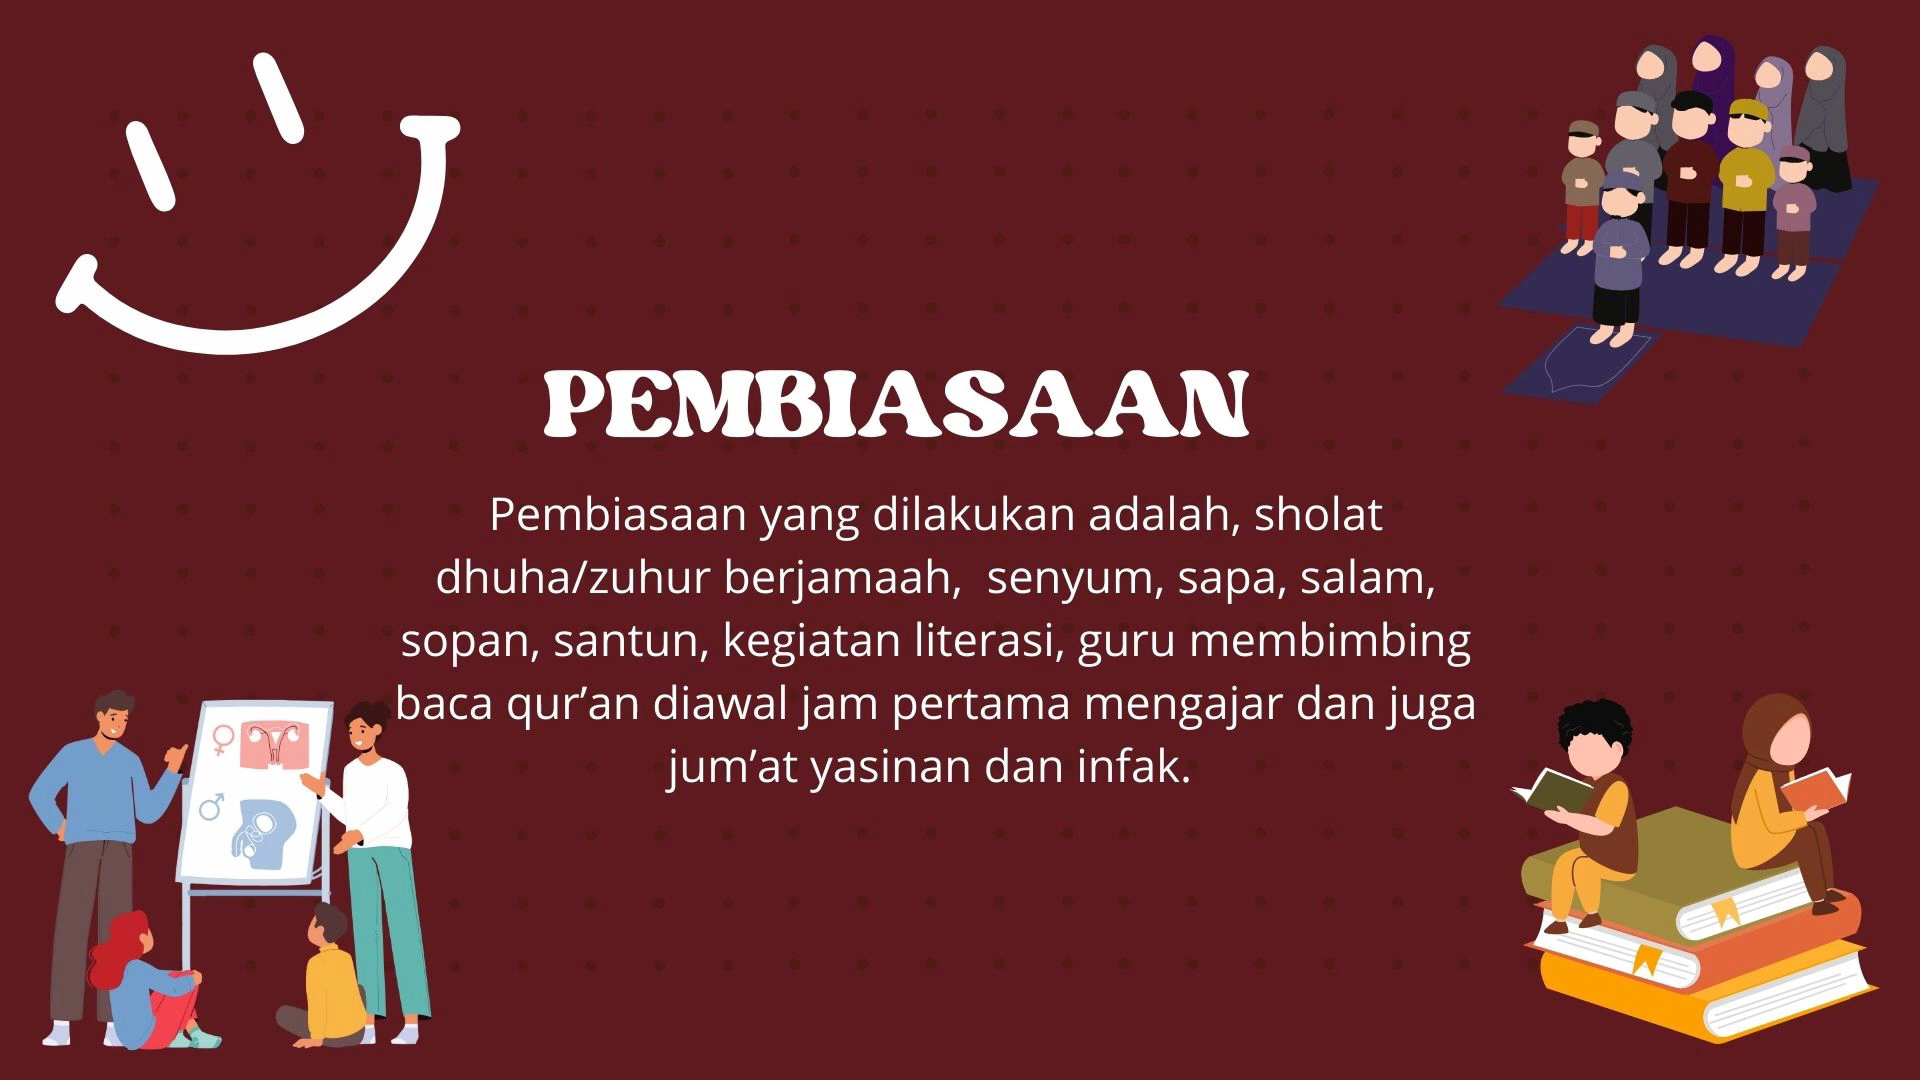 PEMBIASAAN
Pembiasaan yang dilakukan adalah, sholat
dhuha/zuhur berjamaah,  senyum, sapa, salam,
sopan, santun, kegiatan literasi, guru membimbing
baca qur’an diawal jam pertama mengajar dan juga
jum’at yasinan dan infak.